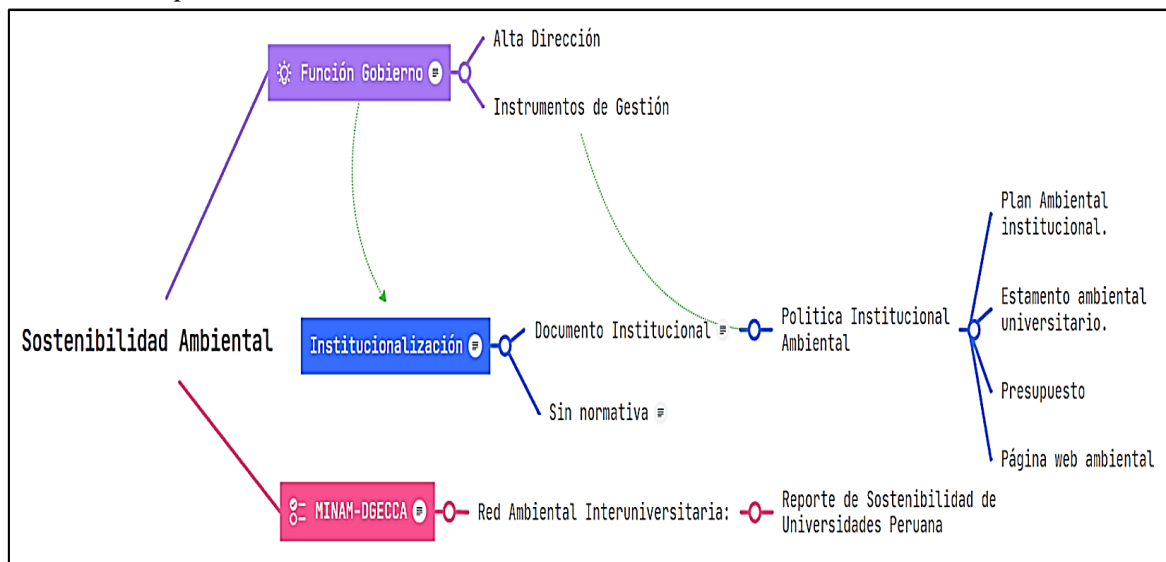 Alta Dirección
Función Gobierno
Instrumentos de Gestión
Plan Ambiental
institucional.
Estamento ambiental
universitario.
Sostenibilidad Ambiental
Institucionalización
Documento Institucional
Politica Institucional
Ambiental
Presupuesto
Sin normativa
Página web ambiental
MINAM-DGECCA
Red Ambiental Interuniversitaria:
Reporte de Sostenibilidad de
Universidades Peruana